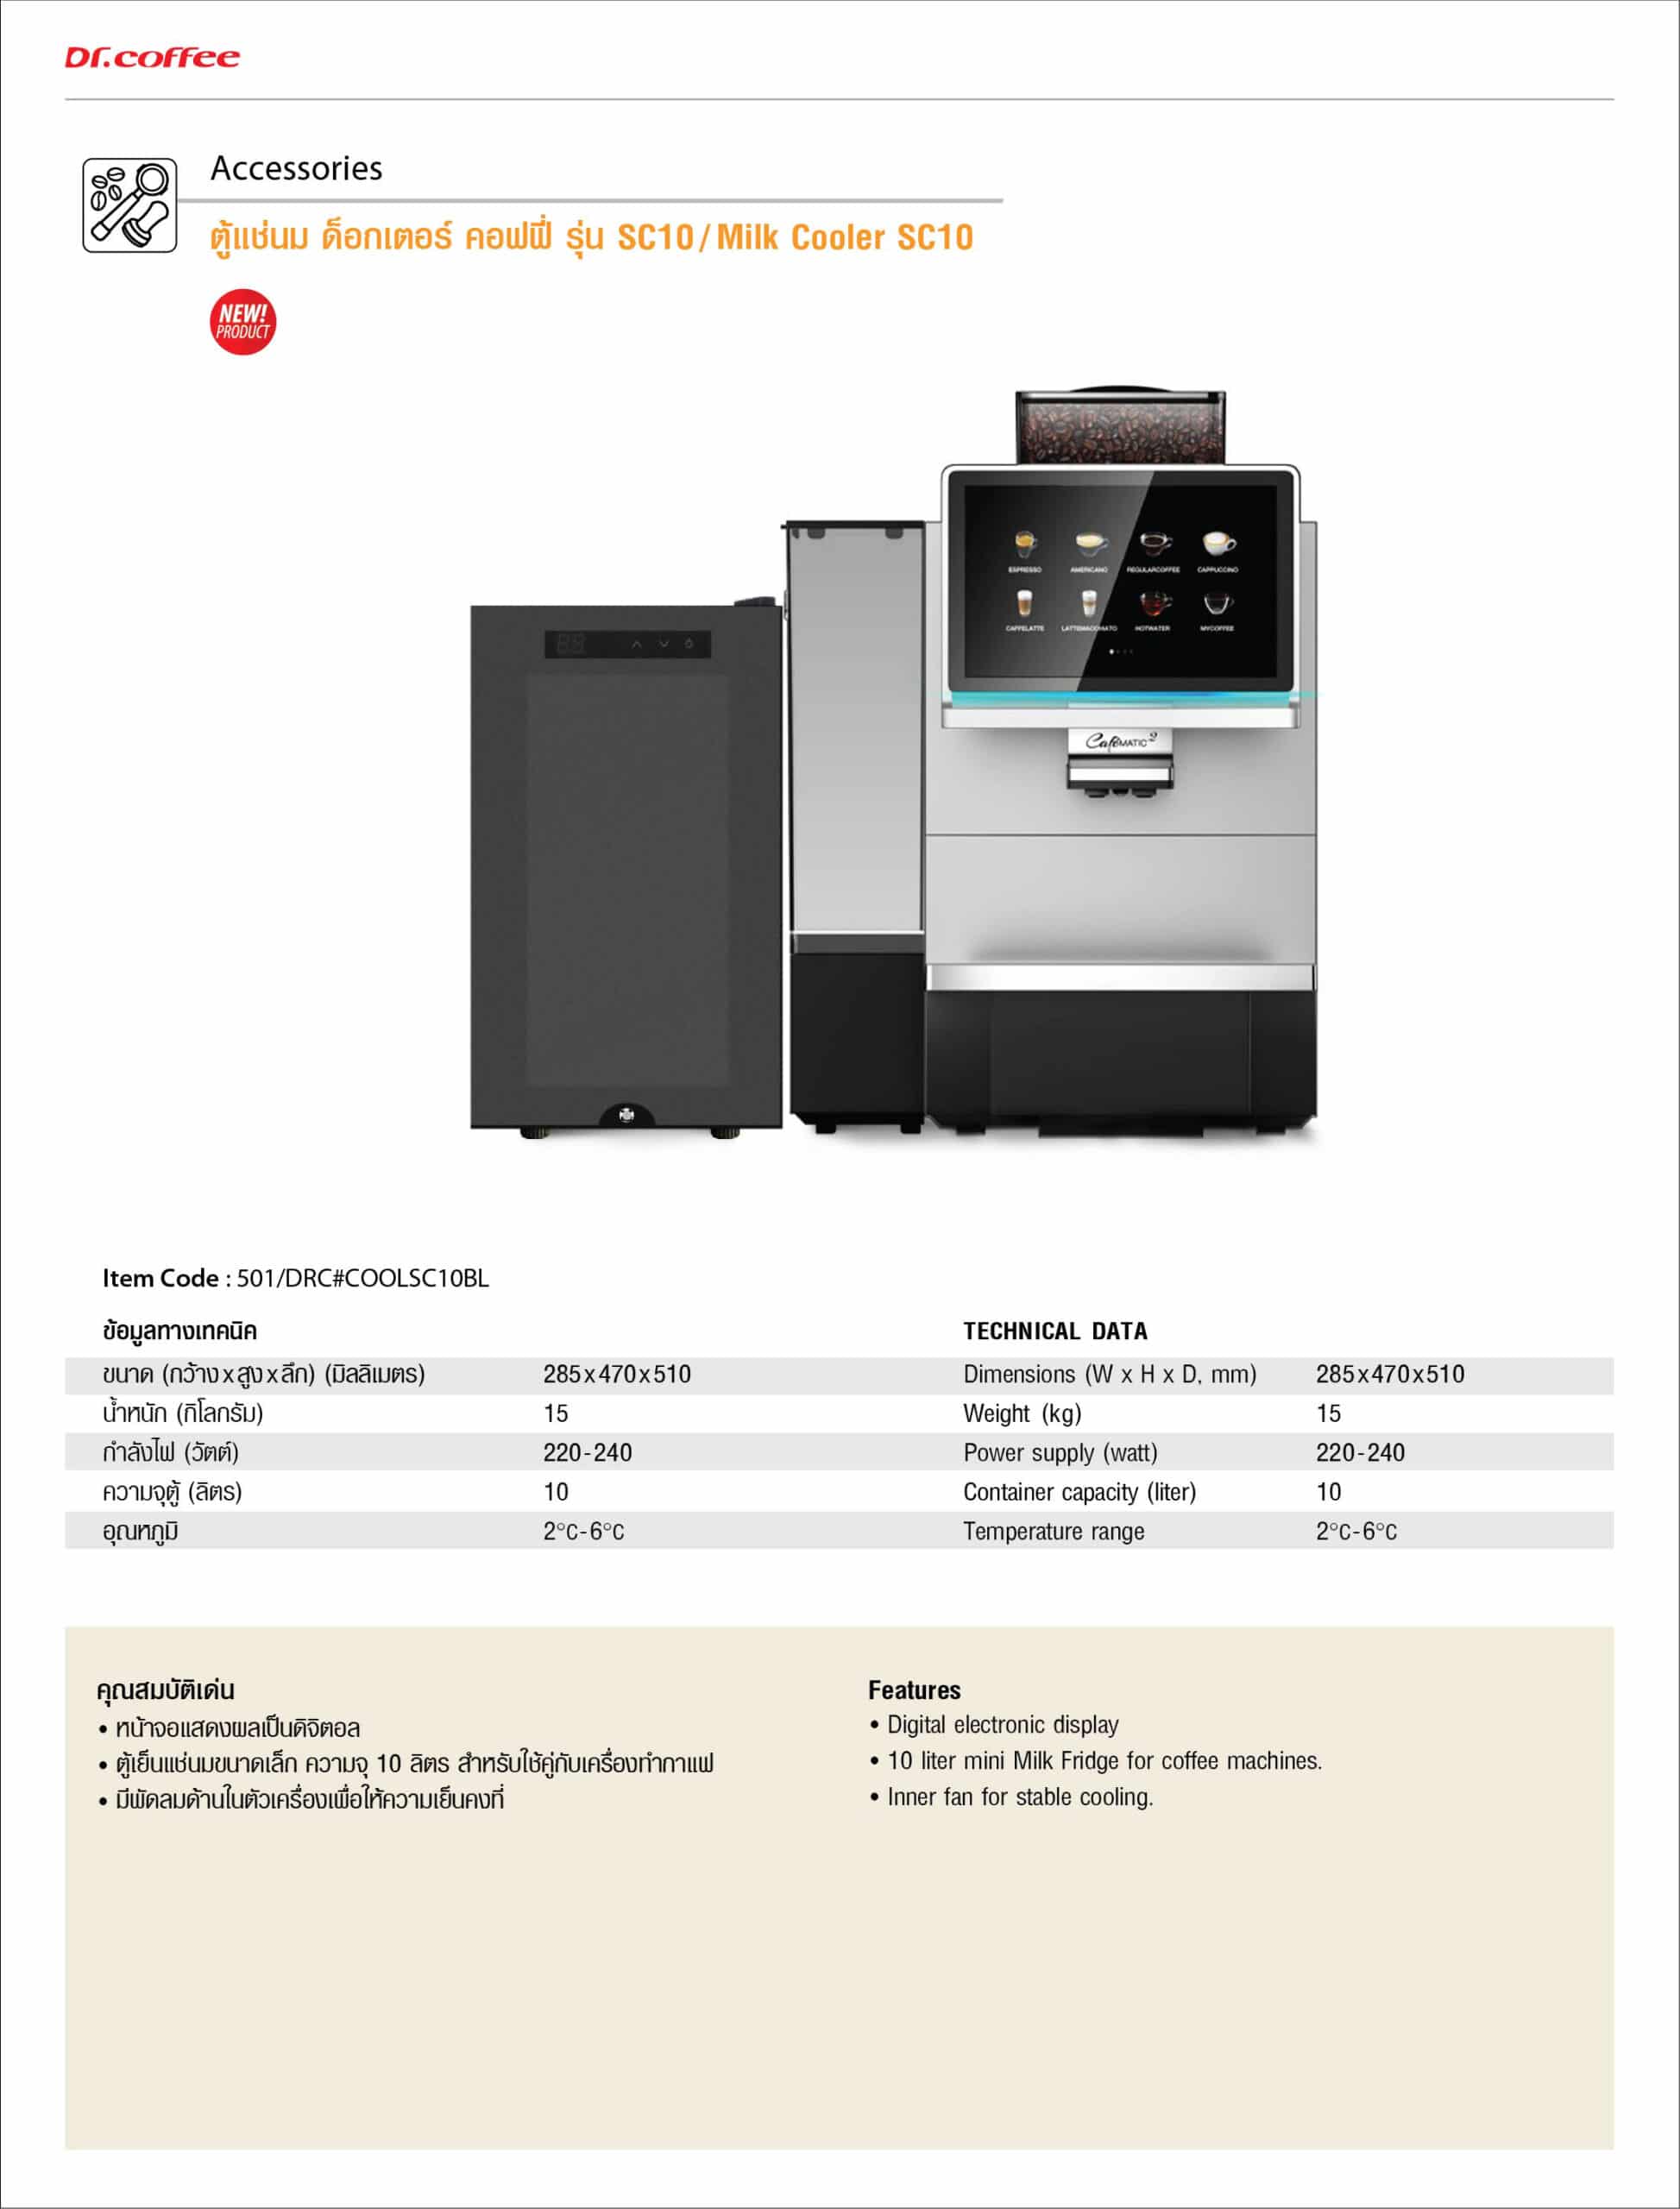 Dr.coffee
Accessories
ตู้แช่นม ด็อกเตอร์ คอฟฟี่ รุ่น SC10/Milk Cooler SC10
NEW!
PRODUCT
ESPRESSO AMERICANO REGULARCOFFEE CAPPUCCINO
CAFFELATTE LATTEMACCHIATO HOTWATER MYCOFFEE
CaféMATIC2
Item Code : 501/DRC#COOLSC10BL
ข้อมูลทางเทคนิค
ขนาด (กว้างxสูงxลึก) (มิลลิเมตร) 285x470x510
น้ำหนัก (กิโลกรัม) 15
กำลังไฟ (วัตต์) 220-240
ความจุตู้ (ลิตร) 10
อุณหภูมิ 2°C-6°C
TECHNICAL DATA
Dimensions (W x H x D, mm) 285x470x510
Weight (kg) 15
Power supply (watt) 220-240
Container capacity (liter) 10
Temperature range 2°C-6°C
คุณสมบัติเด่น
• หน้าจอแสดงผลเป็นดิจิตอล
• ตู้เย็นแช่นมขนาดเล็ก ความจุ 10 ลิตร สำหรับใช้คู่กับเครื่องทำกาแฟ
• มีพัดลมด้านในตัวเครื่องเพื่อให้ความเย็นคงที่
Features
• Digital electronic display
• 10 liter mini Milk Fridge for coffee machines.
• Inner fan for stable cooling.